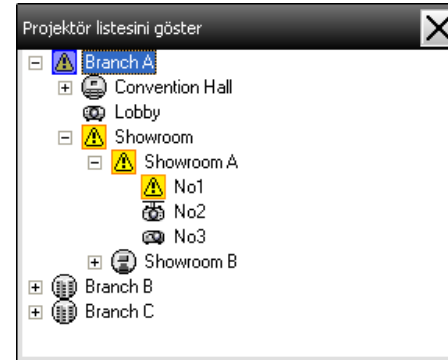 Projektör listesini göster
Branch A
Convention Hall
Lobby
Showroom
Showroom A
No1
No2
No3
Showroom B
Branch B
Branch C